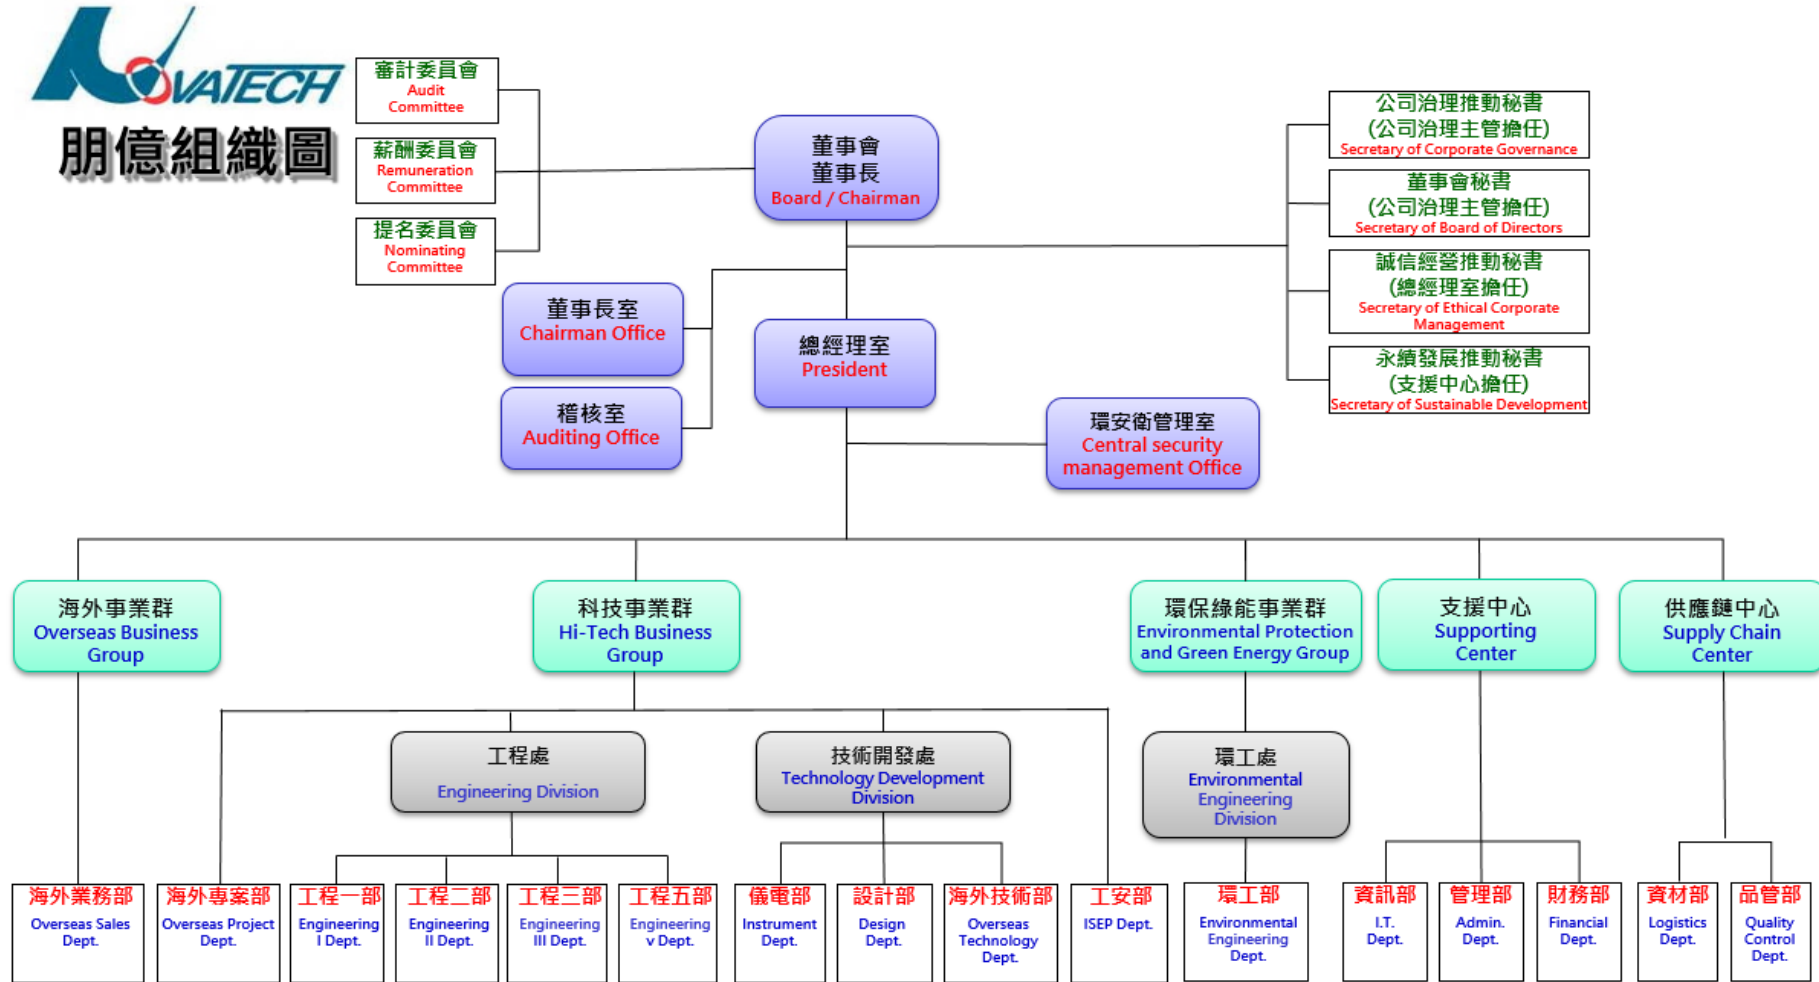 NOVATECH
朋億組織圖
審計委員會
Audit
Committee
薪酬委員會
Remuneration
Committee
提名委員會
Nominating
Committee
董事會
董事長
Board / Chairman
公司治理推動秘書
(公司治理主管擔任)
Secretary of Corporate Governance
董事會秘書
(公司治理主管擔任)
Secretary of Board of Directors
誠信經營推動秘書
(總經理室擔任)
Secretary of Ethical Corporate
Management
永續發展推動秘書
(支援中心擔任)
Secretary of Sustainable Development
董事長室
Chairman Office
總經理室
President
稽核室
Auditing Office
環安衛管理室
Central security
management Office
海外事業群
Overseas Business
Group
科技事業群
Hi-Tech Business
Group
環保綠能事業群
Environmental Protection
and Green Energy Group
支援中心
Supporting
Center
供應鏈中心
Supply Chain
Center
工程處
Engineering Division
技術開發處
Technology Development
Division
環工處
Environmental
Engineering
Division
海外業務部
Overseas Sales
Dept.
海外專案部
Overseas Project
Dept.
工程一部
Engineering
I Dept.
工程二部
Engineering
II Dept.
工程三部
Engineering
III Dept.
工程五部
Engineering
v Dept.
儀電部
Instrument
Dept.
設計部
Design
Dept.
海外技術部
Overseas
Technology
Dept.
工安部
ISEP Dept.
環工部
Environmental
Engineering
Dept.
資訊部
I.T.
Dept.
管理部
Admin.
Dept.
財務部
Financial
Dept.
資材部
Logistics
Dept.
品管部
Quality
Control
Dept.